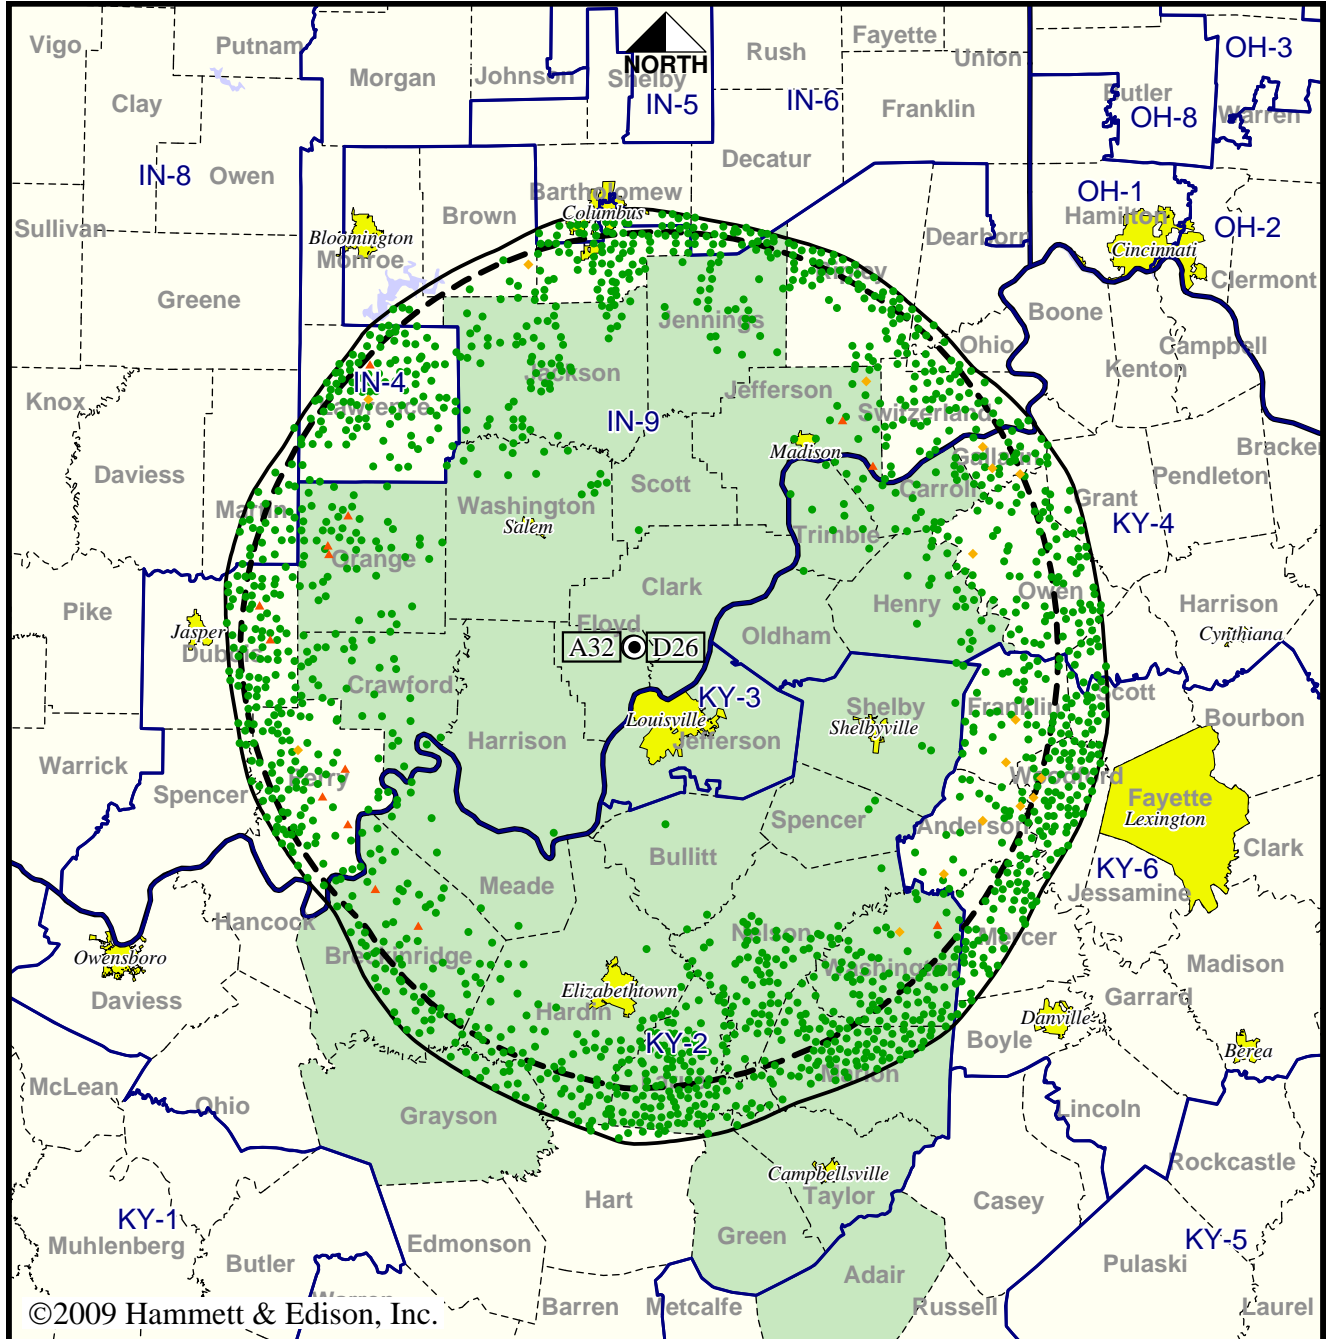 Vigo
Putnam
Morgan
Johnson
NORTH
Shelby
IN-5
Rush
Fayette
Union
OH-3
Clay
IN-6
Franklin
Butler
OH-8
Warren
IN-8
Owen
Decatur
Sullivan
Brown
Bartholomew
Columbus
OH-1
Hamilton
OH-2
Bloomington
Monroe
Dearborn
Cincinnati
Ripley
Clermont
Greene
Boone
Jennings
Ohio
Campbell
Kenton
Jackson
IN-4
Lawrence
Jefferson
Knox
IN-9
Switzerland
Madison
Bracken
Gallatin
Daviess
Pendleton
Scott
Carroll
Grant
Martin
Washington
Salem
KY-4
Trimble
Orange
Clark
Owen
Pike
Henry
Harrison
Floyd
Jasper
Oldham
Cynthiana
Dubois
A32
D26
Crawford
Scott
KY-3
Shelby
Franklin
Bourbon
Louisville
Shelbyville
Harrison
Jefferson
Warrick
Perry
Woodford
Spencer
Fayette
Lexington
Spencer
Anderson
Bullitt
Clark
KY-6
Meade
Jessamine
Hancock
Nelson
Mercer
Owensboro
Breckinridge
Washington
Madison
Elizabethtown
Daviess
Garrard
Hardin
Danville
Boyle
KY-2
Berea
Larue
Marion
McLean
Ohio
Grayson
Lincoln
Rockcastle
Campbellsville
Taylor
Hart
Casey
KY-1
Muhlenberg
Green
KY-5
Edmonson
Butler
Pulaski
Adair
Warren
©2009 Hammett & Edison, Inc.
Barren
Metcalfe
Russell
Laurel